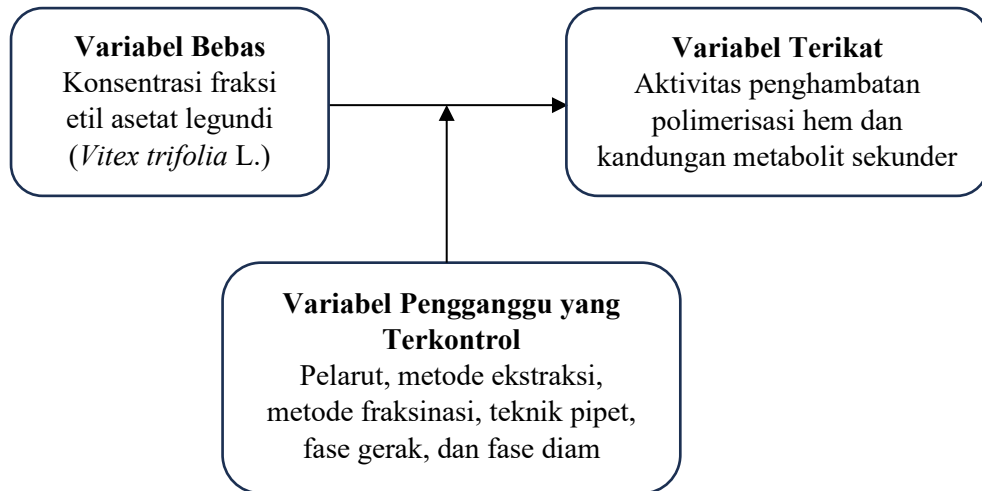 Variabel Bebas
Konsentrasi fraksi
etil asetat legundi
(Vitex trifolia L.)
Variabel Terikat
Aktivitas penghambatan
polimerisasi hem dan
kandungan metabolit sekunder
Variabel Pengganggu yang
Terkontrol
Pelarut, metode ekstraksi,
metode fraksinasi, teknik pipet,
fase gerak, dan fase diam